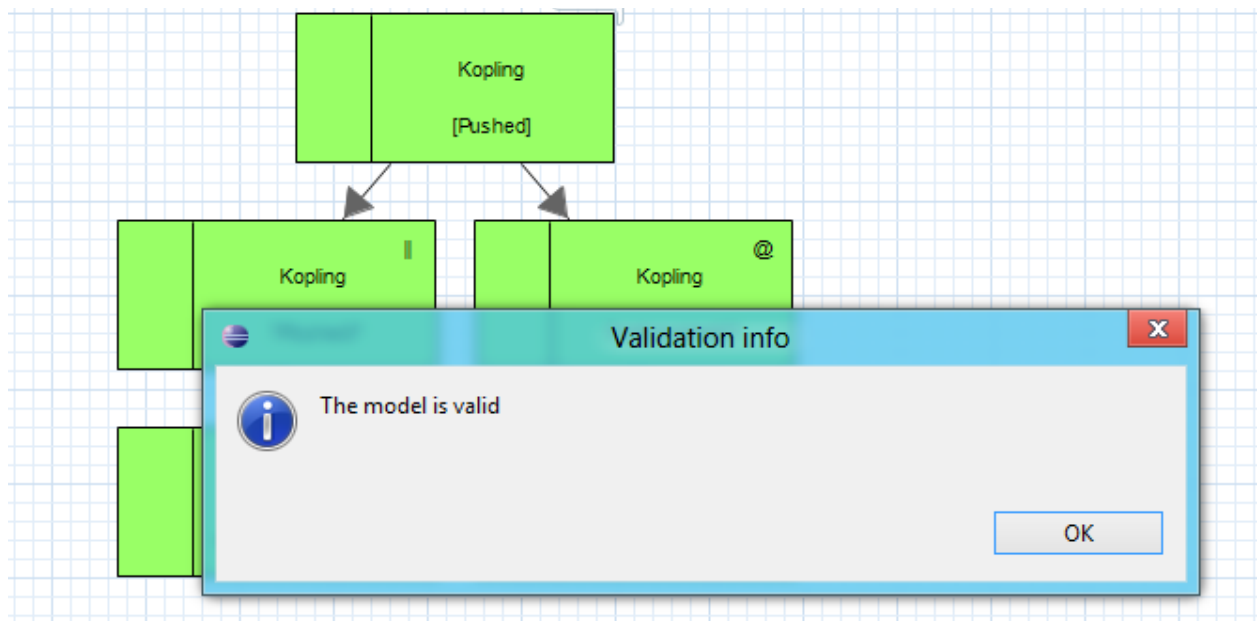 Kopling
[Pushed]
||
Kopling
@
Kopling
Validation info
The model is valid
OK